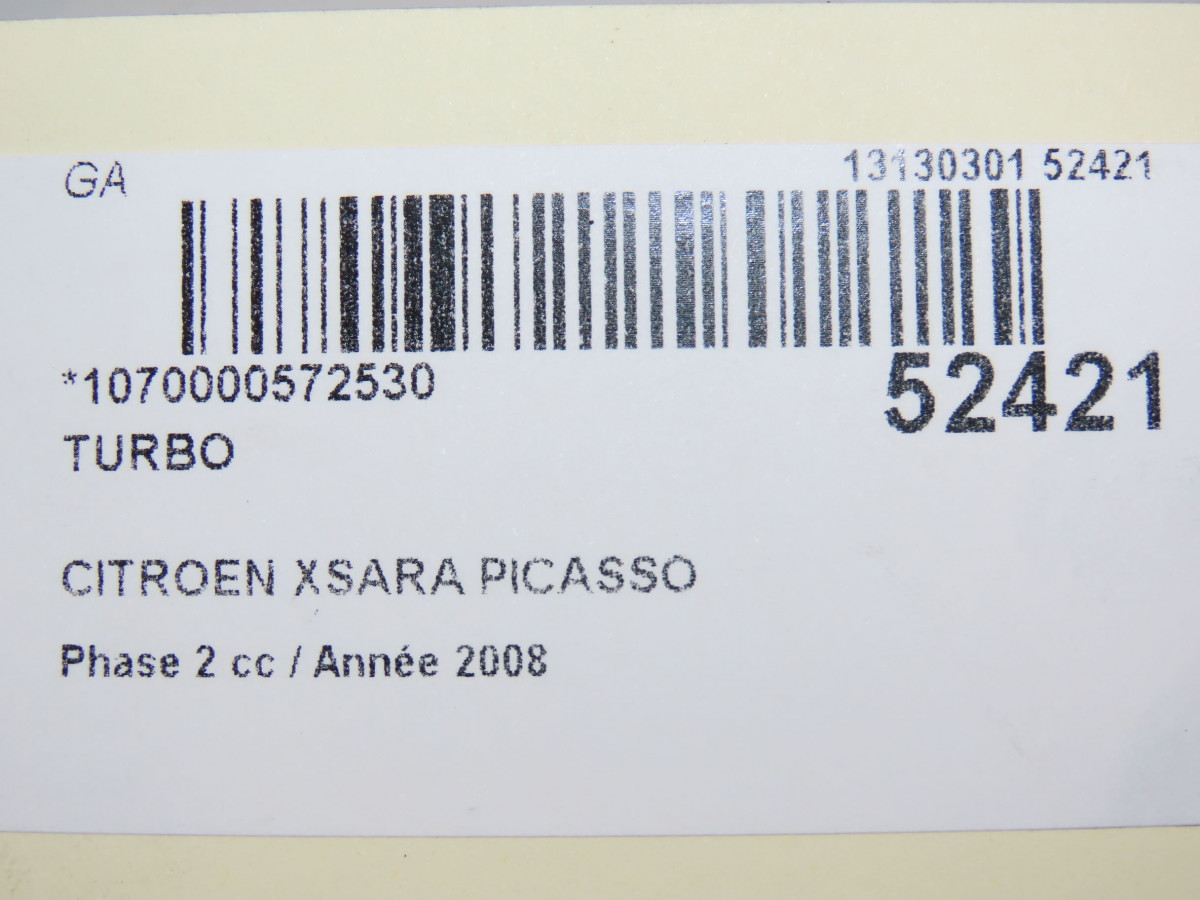 GA
13130301 52421
*1070000572530
52421
TURBO
CITROEN XSARA PICASSO
Phase 2 cc / Année 2008